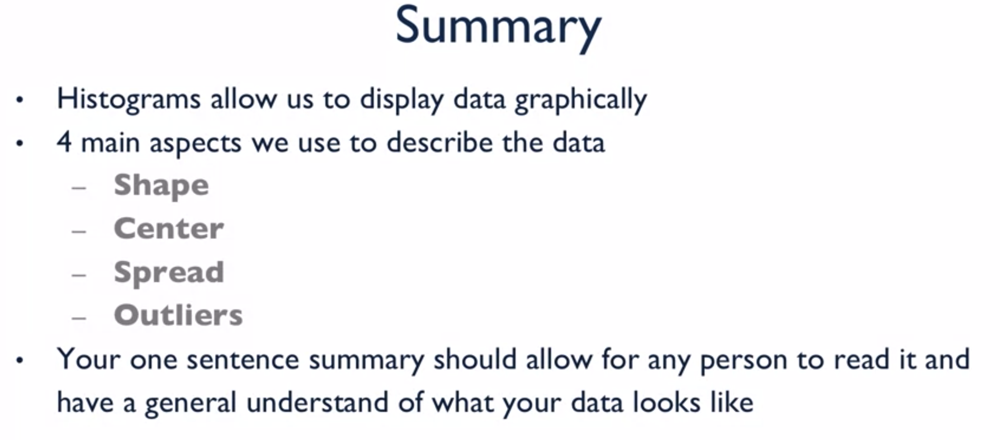 Summary
• Histograms allow us to display data graphically
• 4 main aspects we use to describe the data
– Shape
– Center
– Spread
– Outliers
• Your one sentence summary should allow for any person to read it and
have a general understand of what your data looks like